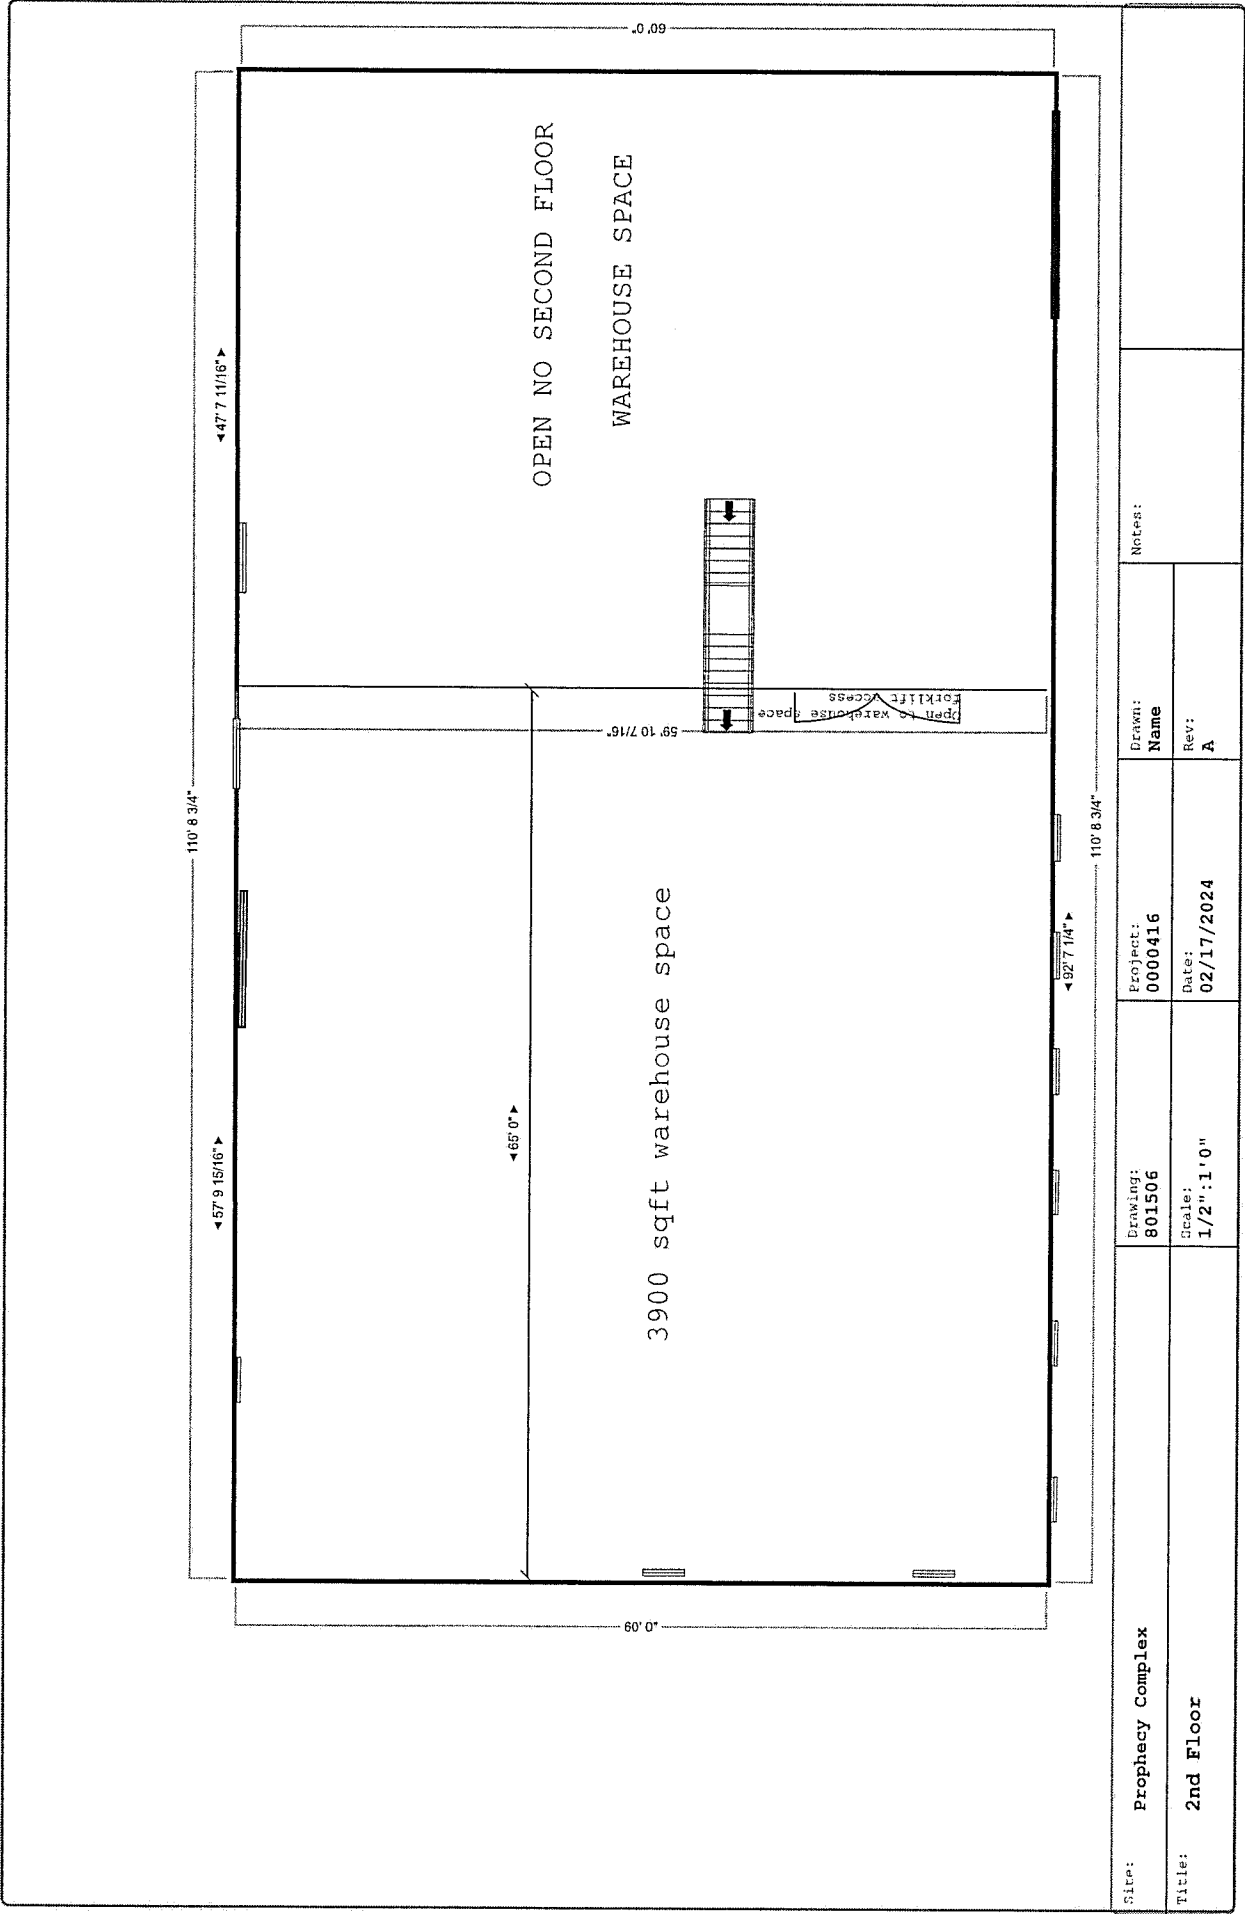 110' 8 3/4"
57' 9 15/16"
47' 7 11/16"
60' 0"
60' 0"
65' 0"
59' 10 7/16"
OPEN NO SECOND FLOOR
WAREHOUSE SPACE
3900 sqft warehouse space
Open to warehouse space
Forklift access
92' 7 1/4"
110' 8 3/4"
Site:
Prophecy Complex
Title:
2nd Floor
Drawing:
801506
Scale:
1/2":1'0"
Project:
0000416
Date:
02/17/2024
Drawn:
Name
Rev:
A
Notes: